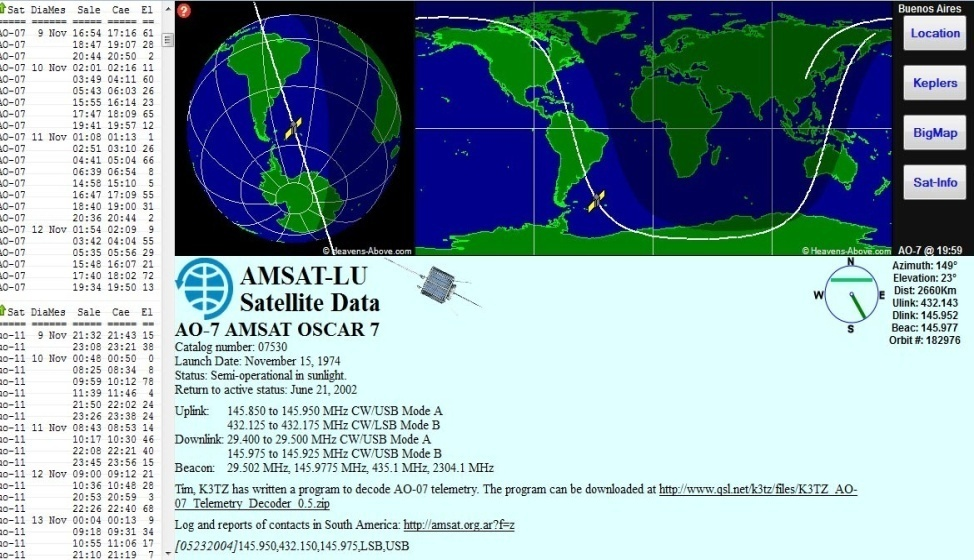 Sat DiaMes Sale Cae El
===== ====== ===== ===== ==
AO-07 9 Nov 16:54 17:16 61
AO-07 18:47 19:07 28
AO-07 20:44 20:50 2
AO-07 10 Nov 02:01 02:16 11
AO-07 03:49 04:11 60
AO-07 05:43 06:03 26
AO-07 15:55 16:14 23
AO-07 17:47 18:09 65
AO-07 19:41 19:57 12
AO-07 11 Nov 01:08 01:13 1
AO-07 02:51 03:10 26
AO-07 04:41 05:04 66
AO-07 06:39 06:54 8
AO-07 14:58 15:10 5
AO-07 16:47 17:09 55
AO-07 18:40 19:00 31
AO-07 20:36 20:44 2
AO-07 12 Nov 01:54 02:09 9
AO-07 03:42 04:04 55
AO-07 05:35 05:56 29
AO-07 15:48 16:07 21
AO-07 17:40 18:02 72
AO-07 19:34 19:50 13
Sat DiaMes Sale Cae El
===== ====== ===== ===== ==
uo-11 9 Nov 21:32 21:43 15
uo-11 23:08 23:21 38
uo-11 10 Nov 00:48 00:50 0
uo-11 08:25 08:34 8
uo-11 09:59 10:12 78
uo-11 11:39 11:46 4
uo-11 21:50 22:02 24
uo-11 23:26 23:38 24
uo-11 11 Nov 08:43 08:53 14
uo-11 10:17 10:30 46
uo-11 22:08 22:21 40
uo-11 23:45 23:56 15
uo-11 12 Nov 09:00 09:12 21
uo-11 10:36 10:48 28
uo-11 20:53 20:59 3
uo-11 22:26 22:40 68
uo-11 13 Nov 00:04 00:13 9
uo-11 09:18 09:31 34
uo-11 10:55 11:06 17
uo-11 21:10 21:19 7
?
© Heavens-Above.com
© Heavens-Above.com
Buenos Aires
Location
Keplers
BigMap
Sat-Info
AO-7 @ 19:59
AMSAT-LU
Satellite Data
AO-7 AMSAT OSCAR 7
Catalog number: 07530
Launch Date: November 15, 1974
Status: Semi-operational in sunlight.
Return to active status: June 21, 2002
Uplink: 145.850 to 145.950 MHz CW/USB Mode A
432.125 to 432.175 MHz CW/LSB Mode B
Downlink: 29.400 to 29.500 MHz CW/USB Mode A
145.975 to 145.925 MHz CW/USB Mode B
Beacon: 29.502 MHz, 145.9775 MHz, 435.1 MHz, 2304.1 MHz
Tim, K3TZ has written a program to decode AO-07 telemetry. The program can be downloaded at http://www.qsl.net/k3tz/files/K3TZ_AO-
07_Telemetry_Decoder_0.5.zip
Log and reports of contacts in South America: http://amsat.org.ar?f=z
[05232004]145.950,432.150,145.975,LSB,USB
N
W E
S
Azimuth: 149°
Elevation: 23°
Dist: 2660Km
Ulink: 432.143
Dlink: 145.952
Beac: 145.977
Orbit #: 182976